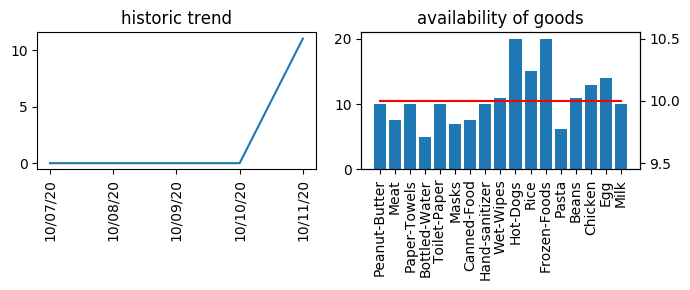 historic trend
10
5
0
10/07/20
10/08/20
10/09/20
10/10/20
10/11/20
availability of goods
20
10
0
10.5
10.0
9.5
Peanut-Butter
Meat
Paper-Towels
Bottled-Water
Toilet-Paper
Masks
Canned-Food
Hand-sanitizer
Wet-Wipes
Hot-Dogs
Rice
Frozen-Foods
Pasta
Beans
Chicken
Egg
Milk